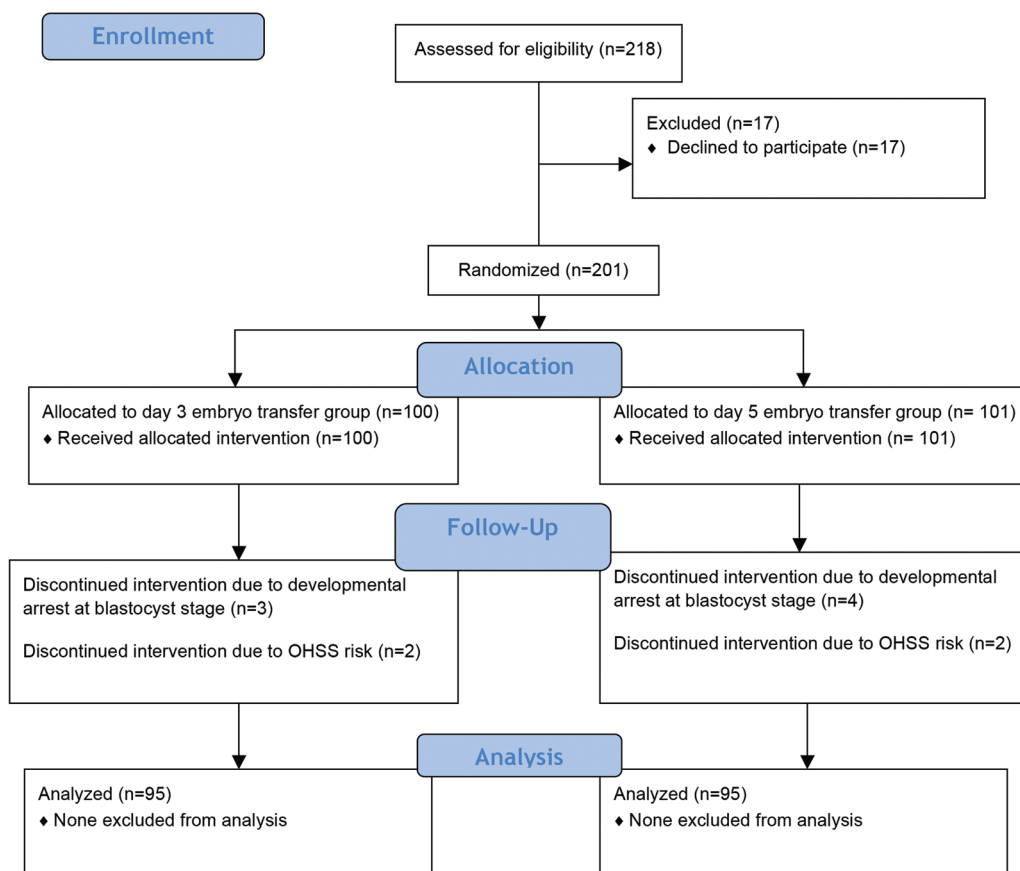 Enrollment
Assessed for eligibility (n=218)
Excluded (n=17)
♦ Declined to participate (n=17)
Randomized (n=201)
Allocation
Allocated to day 3 embryo transfer group (n=100)
♦ Received allocated intervention (n=100)
Allocated to day 5 embryo transfer group (n= 101)
♦ Received allocated intervention (n= 101)
Follow-Up
Discontinued intervention due to developmental
arrest at blastocyst stage (n=3)
Discontinued intervention due to OHSS risk (n=2)
Discontinued intervention due to developmental
arrest at blastocyst stage (n=4)
Discontinued intervention due to OHSS risk (n=2)
Analysis
Analyzed (n=95)
♦ None excluded from analysis
Analyzed (n=95)
♦ None excluded from analysis